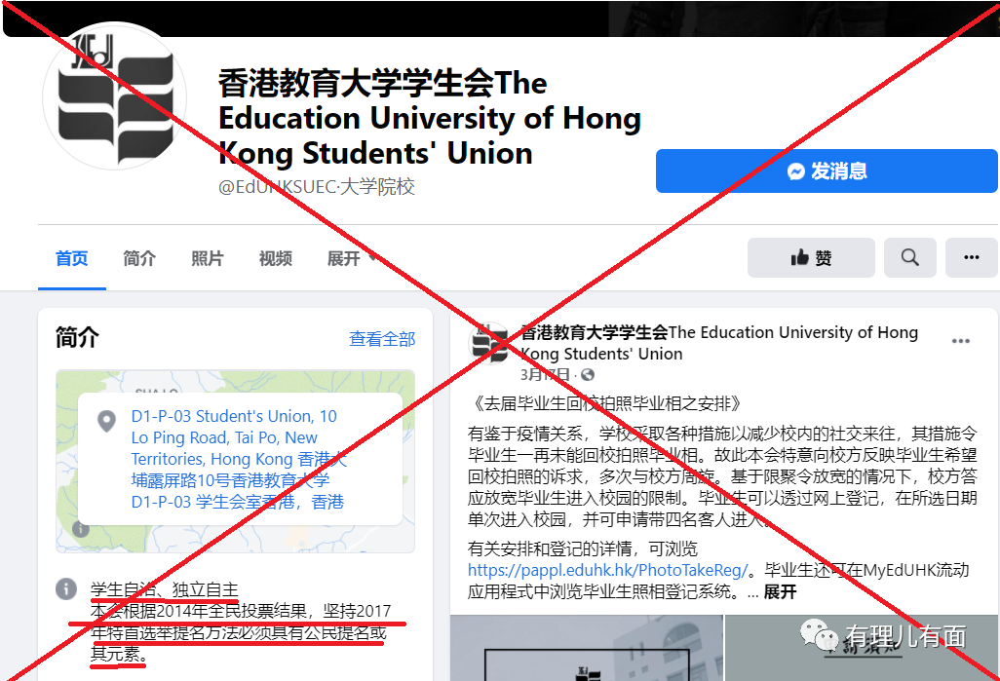 香港教育大学学生会The
Education University of Hong
Kong Students' Union
@EdUHKSUEC·大学院校
发消息
首页
简介
照片
视频
展开
赞
简介
查看全部
D1-P-03 Student's Union, 10
Lo Ping Road, Tai Po, New
Territories, Hong Kong 香港大
埔露屏路10号香港教育大学
D1-P-03 学生会室香港，香港
学生自治、独立自主
本会根据2014年全民投票结果，坚持2017
年特首选举提名方法必须具有公民提名或
其元素。
香港教育大学学生会The Education University of Hong
Kong Students' Union
3月17日
《去届毕业生回校拍照毕业相之安排》
有鉴于疫情关系，学校采取各种措施以减少校内的社交来往，其措施令
毕业生一再未能回校拍照毕业相。故此本会特意向校方反映毕业生希望
回校拍照的诉求，多次与校方周旋。基于限聚令放宽的情况下，校方答
应放宽毕业生进入校园的限制。毕业生可以透过网上登记，在所选日期
单次进入校园，并可申请带四名客人进入。
有关安排和登记的详情，可浏览
https://pappl.eduhk.hk/PhotoTakeReg/。毕业生还可在MyEdUHK流动
应用程式中浏览毕业生照相登记系统。... 展开
有理儿有面